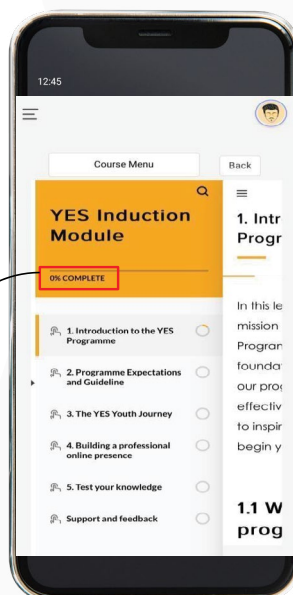 12:45
Course Menu
Back
YES Induction
Module
0% COMPLETE
1. Introduction to the YES
Programme
2. Programme Expectations
and Guideline
3. The YES Youth Journey
4. Building a professional
online presence
5. Test your knowledge
Support and feedback
1. Intr
Progr
In this le
mission
Program
foundat
our prog
effectiv
to inspir
begin y
1.1 W
prog